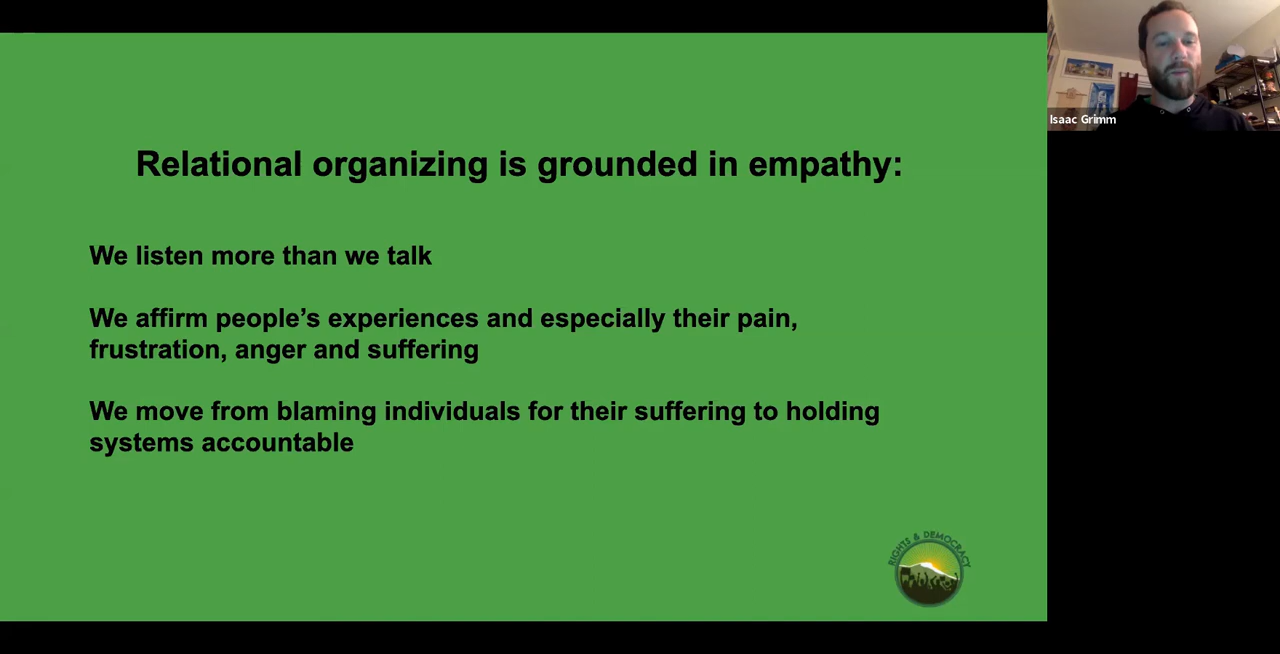 Relational organizing is grounded in empathy:
We listen more than we talk
We affirm people’s experiences and especially their pain,
frustration, anger and suffering
We move from blaming individuals for their suffering to holding
systems accountable
RIGHTS & DEMOCRACY
Isaac Grimm